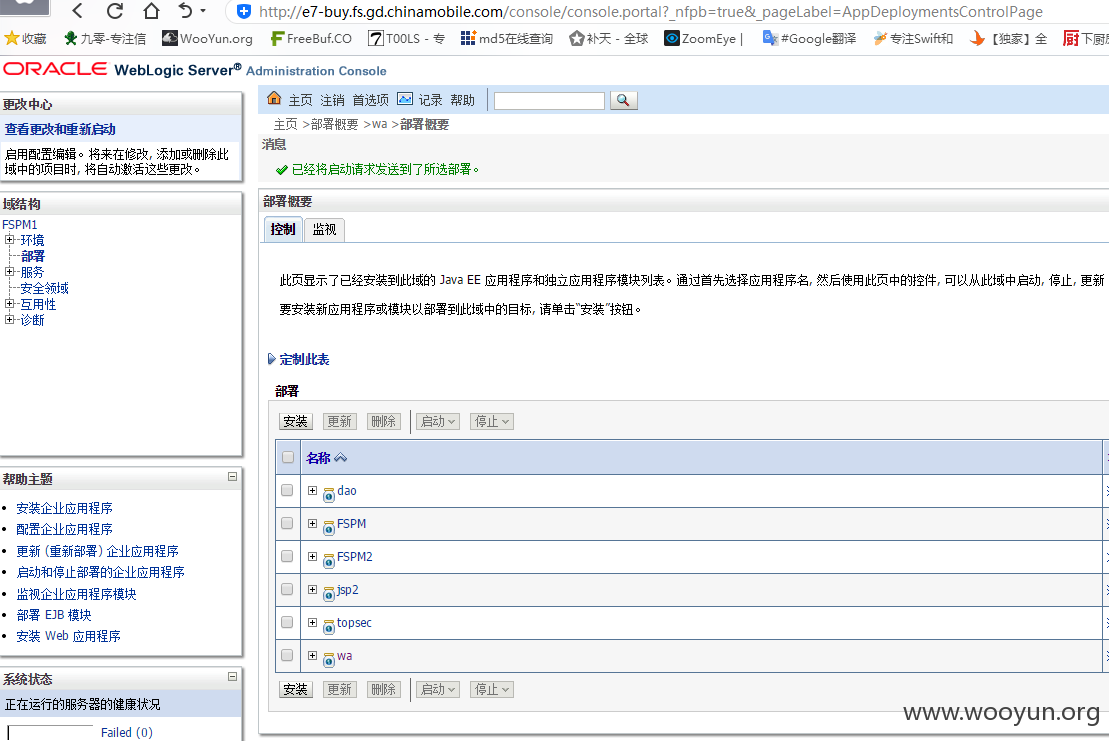 http://e7-buy.fs.gd.chinamobile.com/console/console.portal?_nfpb=true&_pageLabel=AppDeploymentsControlPage
收藏 九零-专注信 WooYun.org FreeBuf.CO T00LS - 专 md5在线查询 补天 - 全球 ZoomEye | #Google翻译 专注Swift和 【独家】全 厨 下厨房
ORACLE WebLogic Server® Administration Console
更改中心
查看更改和重新启动
启用配置编辑。将来在修改, 添加或删除此
域中的项目时, 将自动激活这些更改。
域结构
FSPM1
环境
部署
服务
安全领域
互用性
诊断
帮助主题
安装企业应用程序
配置企业应用程序
更新 (重新部署) 企业应用程序
启动和停止部署的企业应用程序
监视企业应用程序模块
部署 EJB 模块
安装 Web 应用程序
系统状态
正在运行的服务器的健康状况
Failed (0)
主页 注销 首选项 记录 帮助
主页 >部署概要 >wa >部署概要
消息
已经将启动请求发送到了所选部署。
部署概要
控制 监视
此页显示了已经安装到此域的 Java EE 应用程序和独立应用程序模块列表。通过首先选择应用程序名, 然后使用此页中的控件, 可以从此域中启动, 停止, 更新
要安装新应用程序或模块以部署到此域中的目标, 请单击“安装”按钮。
定制此表
部署
安装 更新 删除 启动 停止
名称
dao
FSPM
FSPM2
jsp2
topsec
wa
安装 更新 删除 启动 停止
www.wooyun.org